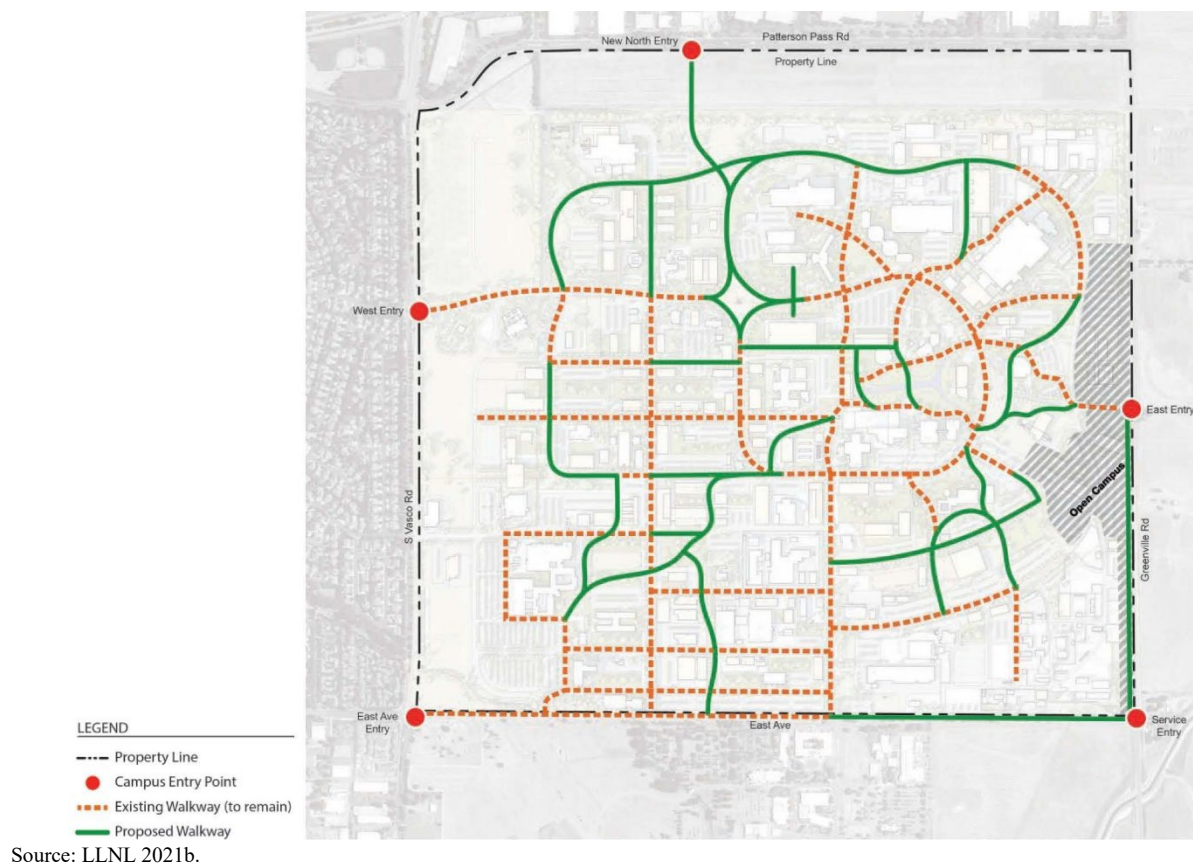 Patterson Pass Rd
New North Entry
Property Line
West Entry
East Entry
Open Campus
S Vasco Rd
Greenville Rd
East Ave
Entry
East Ave
Service
Entry
LEGEND
Property Line
Campus Entry Point
Existing Walkway (to remain)
Proposed Walkway
Source: LLNL 2021b.